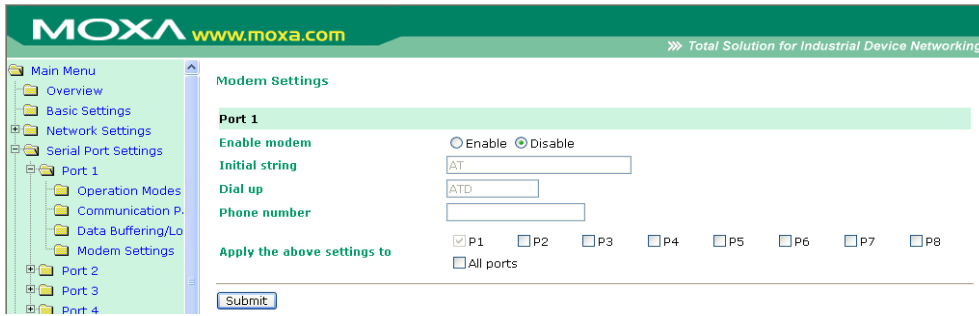 MOXA www.moxa.com
Total Solution for Industrial Device Networking
Main Menu
Overview
Basic Settings
Network Settings
Serial Port Settings
Port 1
Operation Modes
Communication P
Data Buffering/Lo
Modem Settings
Port 2
Port 3
Port 4
Modem Settings
Port 1
Enable modem Enable Disable
Initial string AT
Dial up ATD
Phone number
Apply the above settings to P1 P2 P3 P4 P5 P6 P7 P8
All ports
Submit